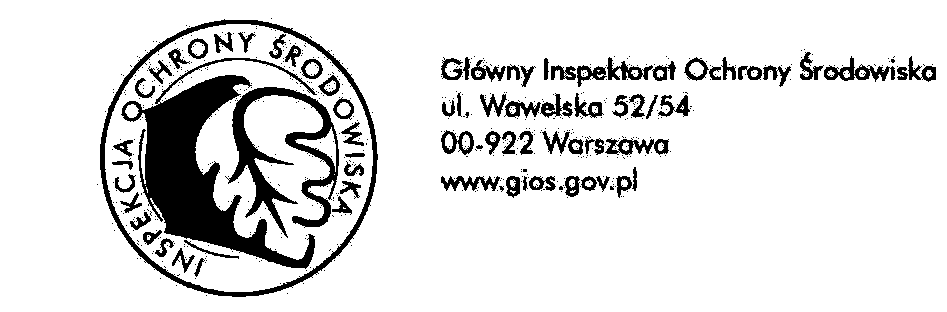 INSPEKCJA OCHRONY ŚRODOWISKA
Główny Inspektorat Ochrony Środowiska
ul. Wawelska 52/54
00-922 Warszawa
www.gios.gov.pl